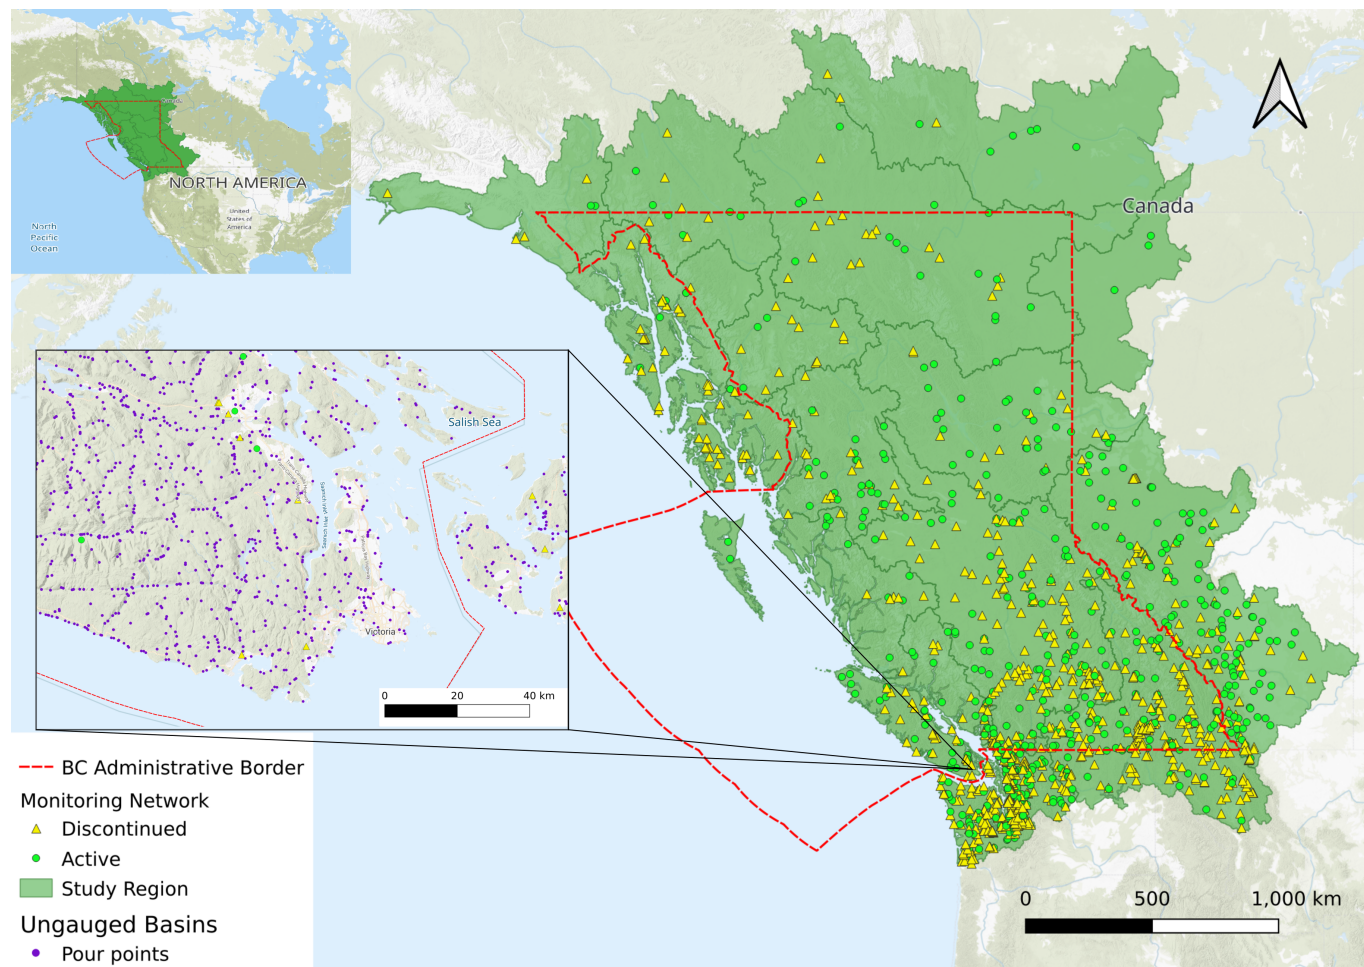 Canada
NORTH AMERICA
United
States of
America
North
Pacific
Ocean
Canada
Salish Sea
Victoria
0 20 40 km
BC Administrative Border
Monitoring Network
Discontinued
Active
Study Region
Ungauged Basins
Pour points
0 500 1,000 km